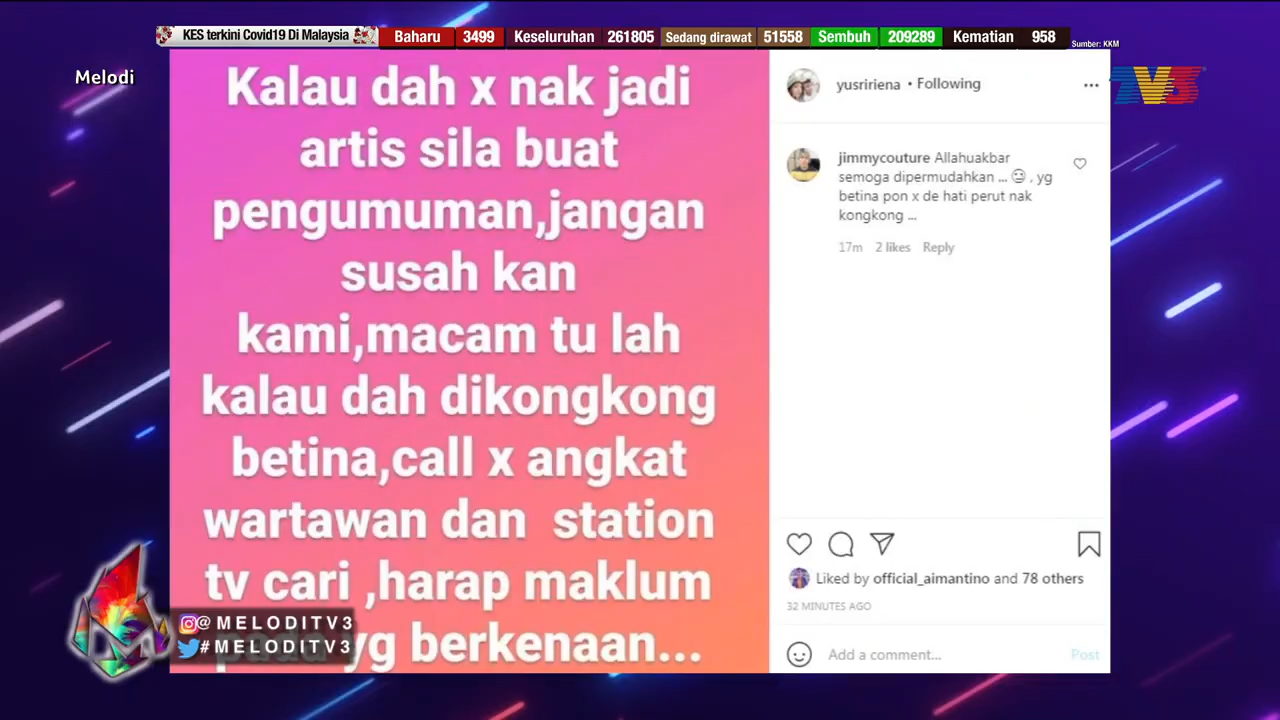 KES terkini Covid19 Di Malaysia Baharu 3499 Keseluruhan 261805 Sedang dirawat 51558 Sembuh 209289 Kematian 958
Sumber: KKM
Melodi
TV3
Kalau dah x nak jadi
artis sila buat
pengumuman,jangan
susah kan
kami,macam tu lah
kalau dah dikongkong
betina,call x angkat
wartawan dan station
tv cari ,harap maklum
pada yg berkenaan...
yusririena • Following
jimmycouture Allahuakbar
semoga dipermudahkan ... 😔 , yg
betina pon x de hati perut nak
kongkong ...
17m 2 likes Reply
Liked by official_aimantino and 78 others
32 MINUTES AGO
Add a comment... Post
@MELODITV3
#MELODITV3